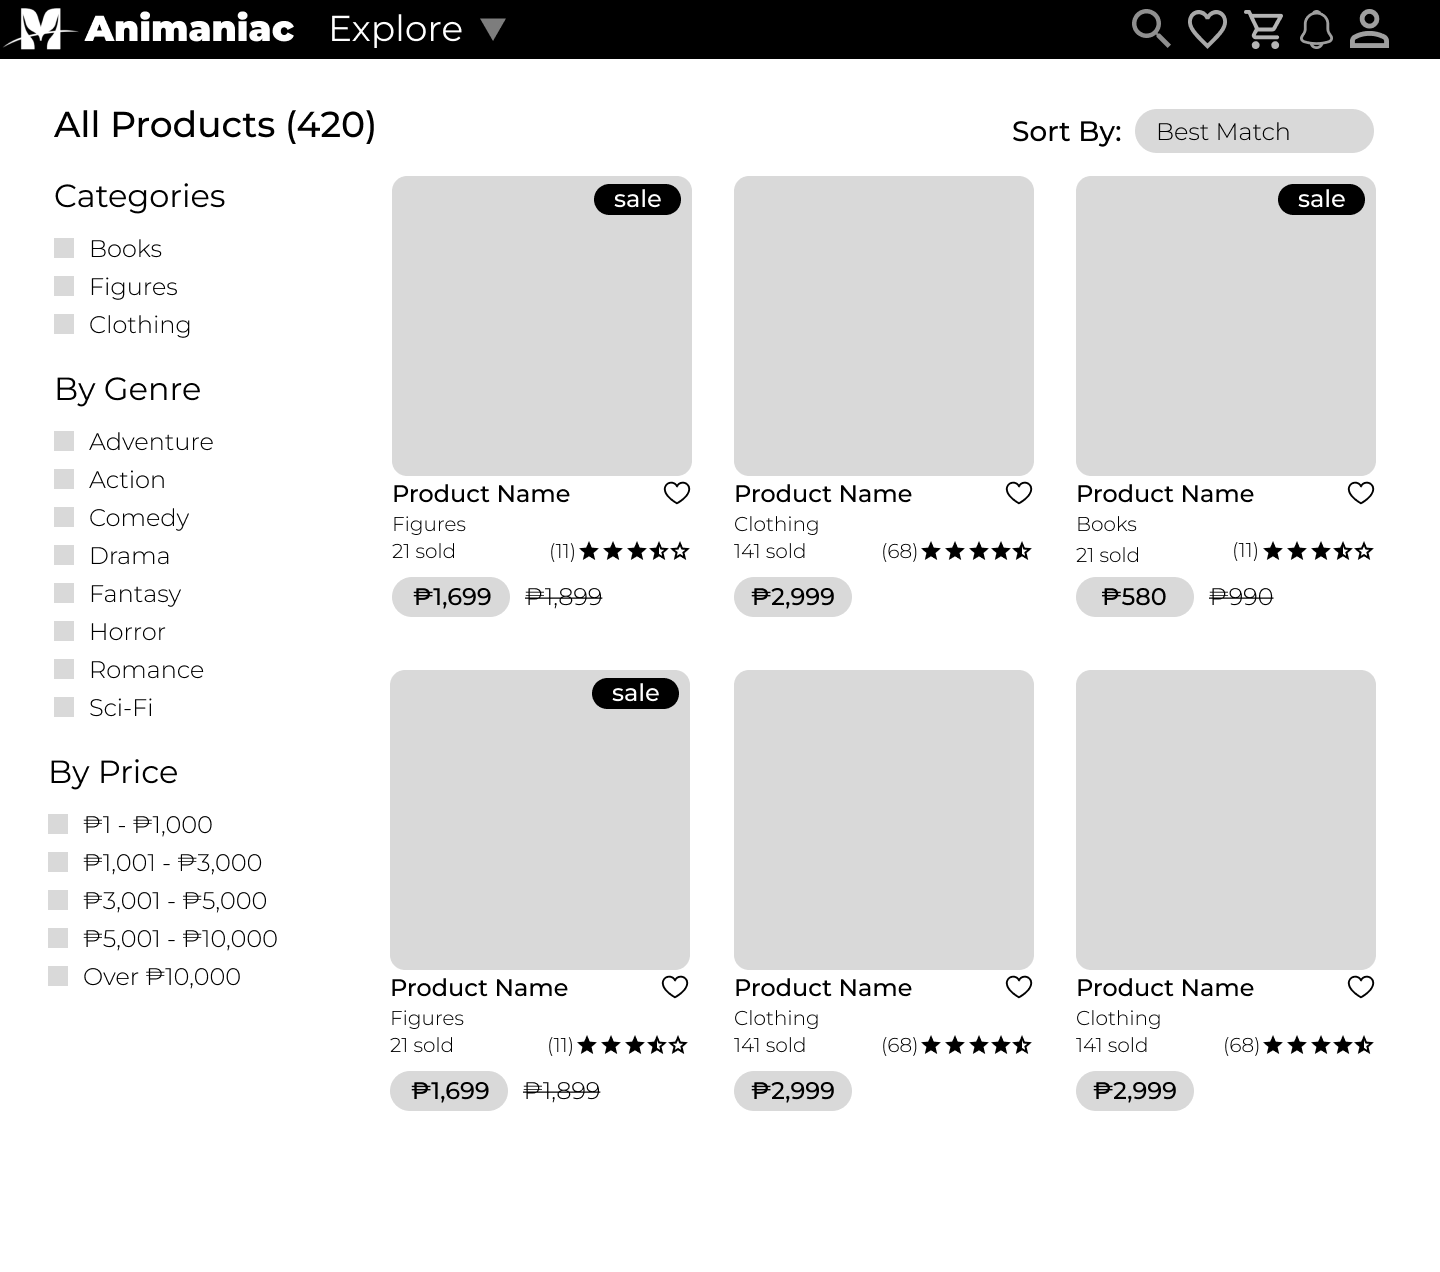 Animaniac
Explore ▼
All Products (420)
Sort By: Best Match
Categories
Books
Figures
Clothing
By Genre
Adventure
Action
Comedy
Drama
Fantasy
Horror
Romance
Sci-Fi
By Price
₱1 - ₱1,000
₱1,001 - ₱3,000
₱3,001 - ₱5,000
₱5,001 - ₱10,000
Over ₱10,000
sale
Product Name
Figures
21 sold (11)
₱1,699 ₱1,899
Product Name
Clothing
141 sold (68)
₱2,999
sale
Product Name
Books
21 sold (11)
₱580 ₱990
sale
Product Name
Figures
21 sold (11)
₱1,699 ₱1,899
Product Name
Clothing
141 sold (68)
₱2,999
Product Name
Clothing
141 sold (68)
₱2,999